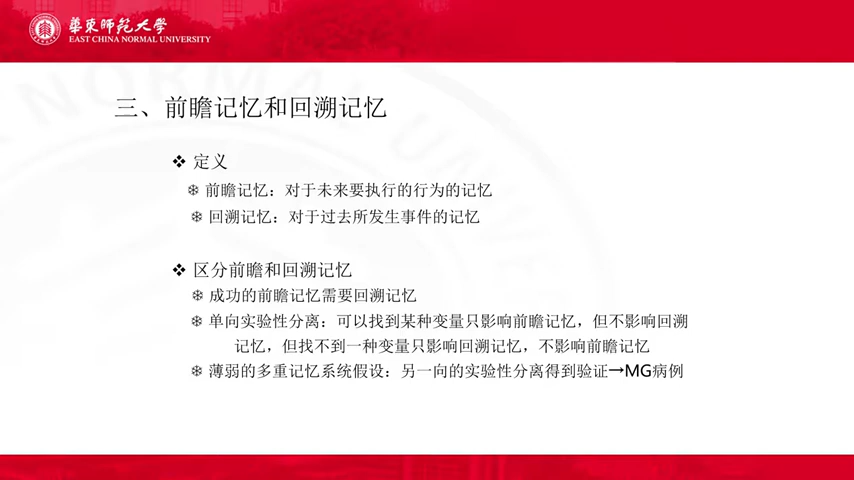 華東師範大學
EAST CHINA NORMAL UNIVERSITY
三、前瞻记忆和回溯记忆
❖ 定义
❄ 前瞻记忆：对于未来要执行的行为的记忆
❄ 回溯记忆：对于过去所发生事件的记忆
❖ 区分前瞻和回溯记忆
❄ 成功的前瞻记忆需要回溯记忆
❄ 单向实验性分离：可以找到某种变量只影响前瞻记忆，但不影响回溯
记忆，但找不到一种变量只影响回溯记忆，不影响前瞻记忆
❄ 薄弱的多重记忆系统假设：另一向的实验性分离得到验证→MG病例